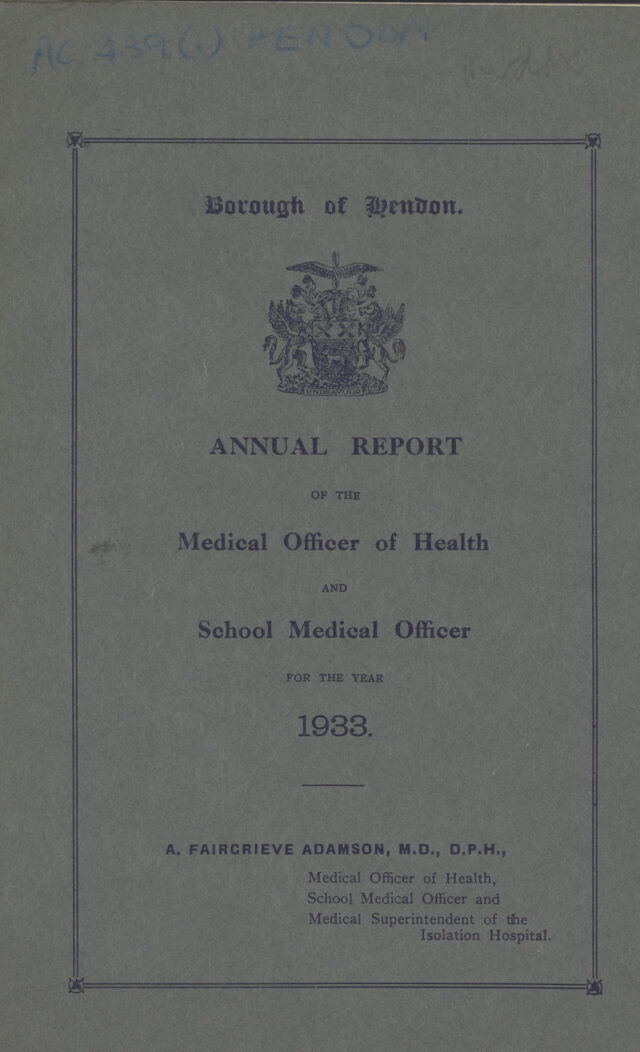 AC 439(1) HENDON
Borough of Hendon.
ENDEAVOUR
ANNUAL REPORT
OF THE
Medical Officer of Health
AND
School Medical Officer
FOR THE YEAR
1933.
A. FAIRGRIEVE ADAMSON, M.D., D.P.H.,
Medical Officer of Health,
School Medical Officer and
Medical Superintendent of the
Isolation Hospital.